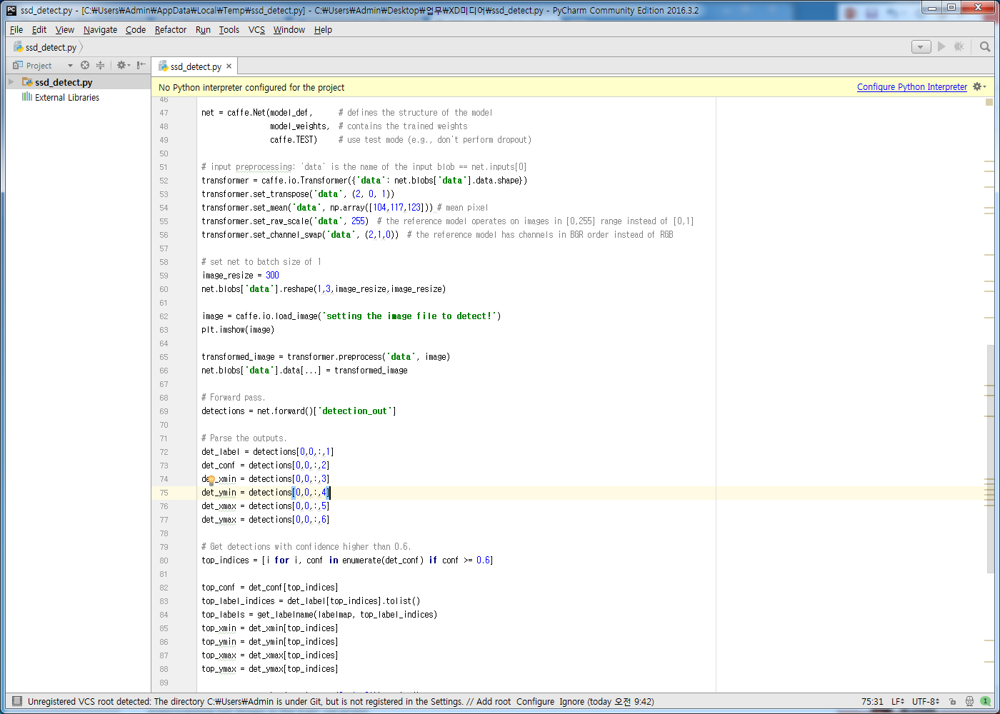 ssd_detect.py - [C:₩Users₩Admin₩AppData₩Local₩Temp₩ssd_detect.py] - C:₩Users₩Admin₩Desktop₩업무₩XD미디어₩ssd_detect.py - PyCharm Community Edition 2016.3.2
File Edit View Navigate Code Refactor Run Tools VCS Window Help
ssd_detect.py
Project
ssd_detect.py
ssd_detect.py
External Libraries
No Python interpreter configured for the project
Configure Python Interpreter
46
47 net = caffe.Net(model_def, # defines the structure of the model
48 model_weights, # contains the trained weights
49 caffe.TEST) # use test mode (e.g., don't perform dropout)
50
51 # input preprocessing: 'data' is the name of the input blob == net.inputs[0]
52 transformer = caffe.io.Transformer({'data': net.blobs['data'].data.shape})
53 transformer.set_transpose('data', (2, 0, 1))
54 transformer.set_mean('data', np.array([104,117,123])) # mean pixel
55 transformer.set_raw_scale('data', 255) # the reference model operates on images in [0,255] range instead of [0,1]
56 transformer.set_channel_swap('data', (2,1,0)) # the reference model has channels in BGR order instead of RGB
57
58 # set net to batch size of 1
59 image_resize = 300
60 net.blobs['data'].reshape(1,3,image_resize,image_resize)
61
62 image = caffe.io.load_image('setting the image file to detect!')
63 plt.imshow(image)
64
65 transformed_image = transformer.preprocess('data', image)
66 net.blobs['data'].data[...] = transformed_image
67
68 # Forward pass.
69 detections = net.forward()['detection_out']
70
71 # Parse the outputs.
72 det_label = detections[0,0,:,1]
73 det_conf = detections[0,0,:,2]
74 det_xmin = detections[0,0,:,3]
75 det_ymin = detections[0,0,:,4]
76 det_xmax = detections[0,0,:,5]
77 det_ymax = detections[0,0,:,6]
78
79 # Get detections with confidence higher than 0.6.
80 top_indices = [i for i, conf in enumerate(det_conf) if conf >= 0.6]
81
82 top_conf = det_conf[top_indices]
83 top_label_indices = det_label[top_indices].tolist()
84 top_labels = get_labelname(labelmap, top_label_indices)
85 top_xmin = det_xmin[top_indices]
86 top_ymin = det_ymin[top_indices]
87 top_xmax = det_xmax[top_indices]
88 top_ymax = det_ymax[top_indices]
89
Unregistered VCS root detected: The directory C:₩Users₩Admin is under Git, but is not registered in the Settings. // Add root Configure Ignore (today 오전 9:42)
75:31 LF UTF-8 1